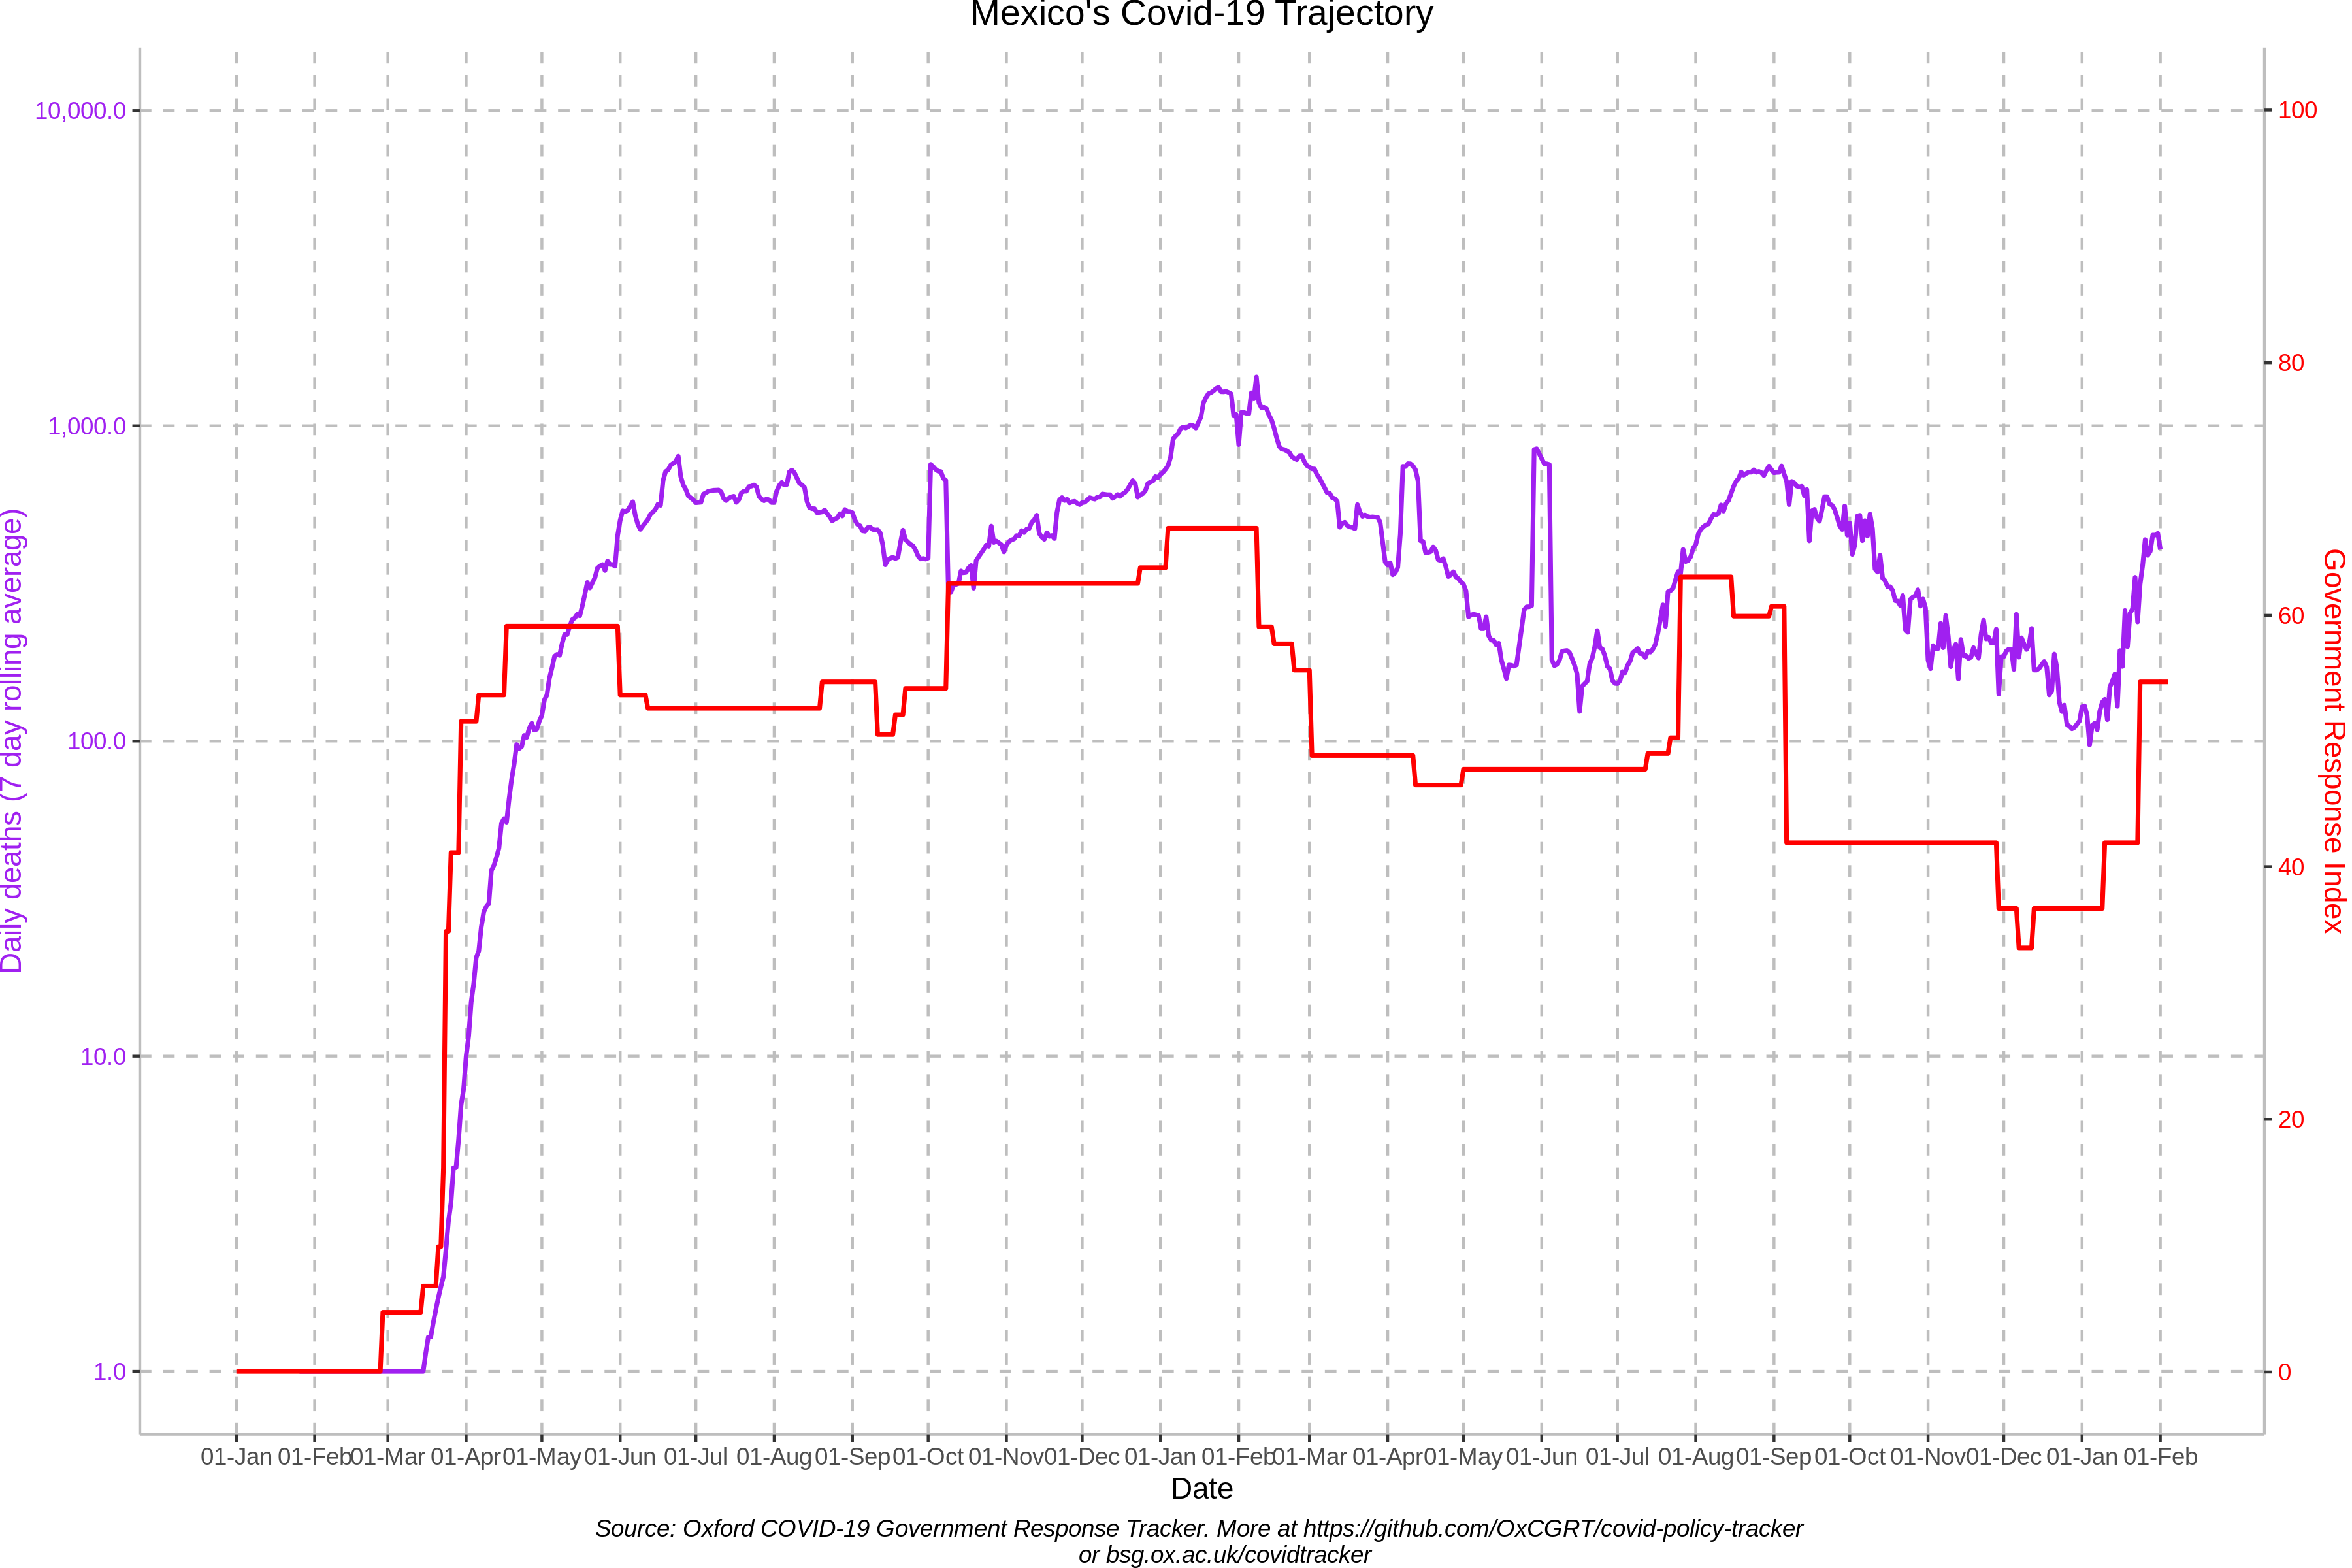 Mexico's Covid-19 Trajectory
Daily deaths (7 day rolling average)
10,000.0
1,000.0
100.0
10.0
1.0
100
80
60
40
20
0
Government Response Index
01-Jan 01-Feb 01-Mar 01-Apr 01-May 01-Jun 01-Jul 01-Aug 01-Sep 01-Oct 01-Nov 01-Dec 01-Jan 01-Feb 01-Mar 01-Apr 01-May 01-Jun 01-Jul 01-Aug 01-Sep 01-Oct 01-Nov 01-Dec 01-Jan 01-Feb
Date
Source: Oxford COVID-19 Government Response Tracker. More at https://github.com/OxCGRT/covid-policy-tracker
or bsg.ox.ac.uk/covidtracker